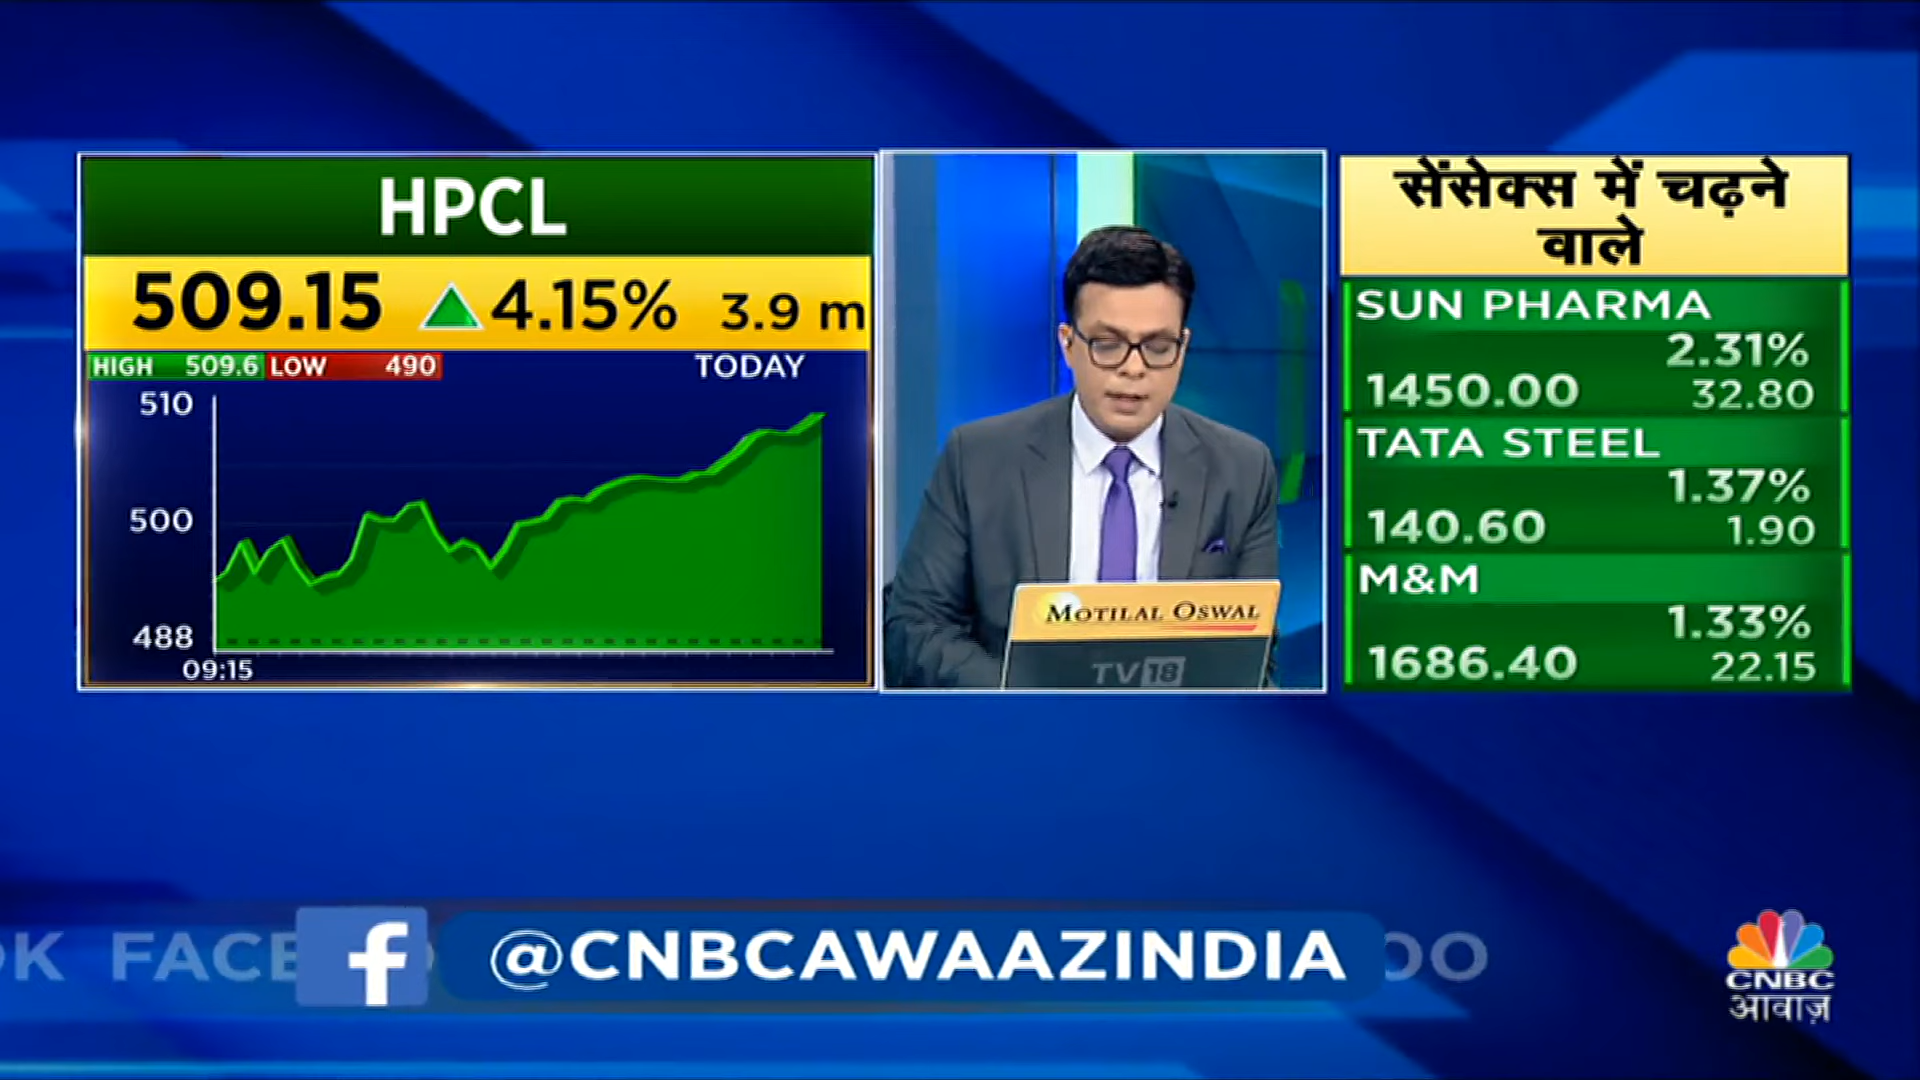 HPCL
509.15 4.15% 3.9 m
HIGH 509.6 LOW 490 TODAY
510
500
488
09:15
MOTILAL OSWAL
TV18
सेंसेक्स में चढ़ने
वाले
SUN PHARMA
2.31%
1450.00 32.80
TATA STEEL
1.37%
140.60 1.90
M&M
1.33%
1686.40 22.15
OK FACE f @CNBCAWAAZINDIA OO
CNBC
आवाज़